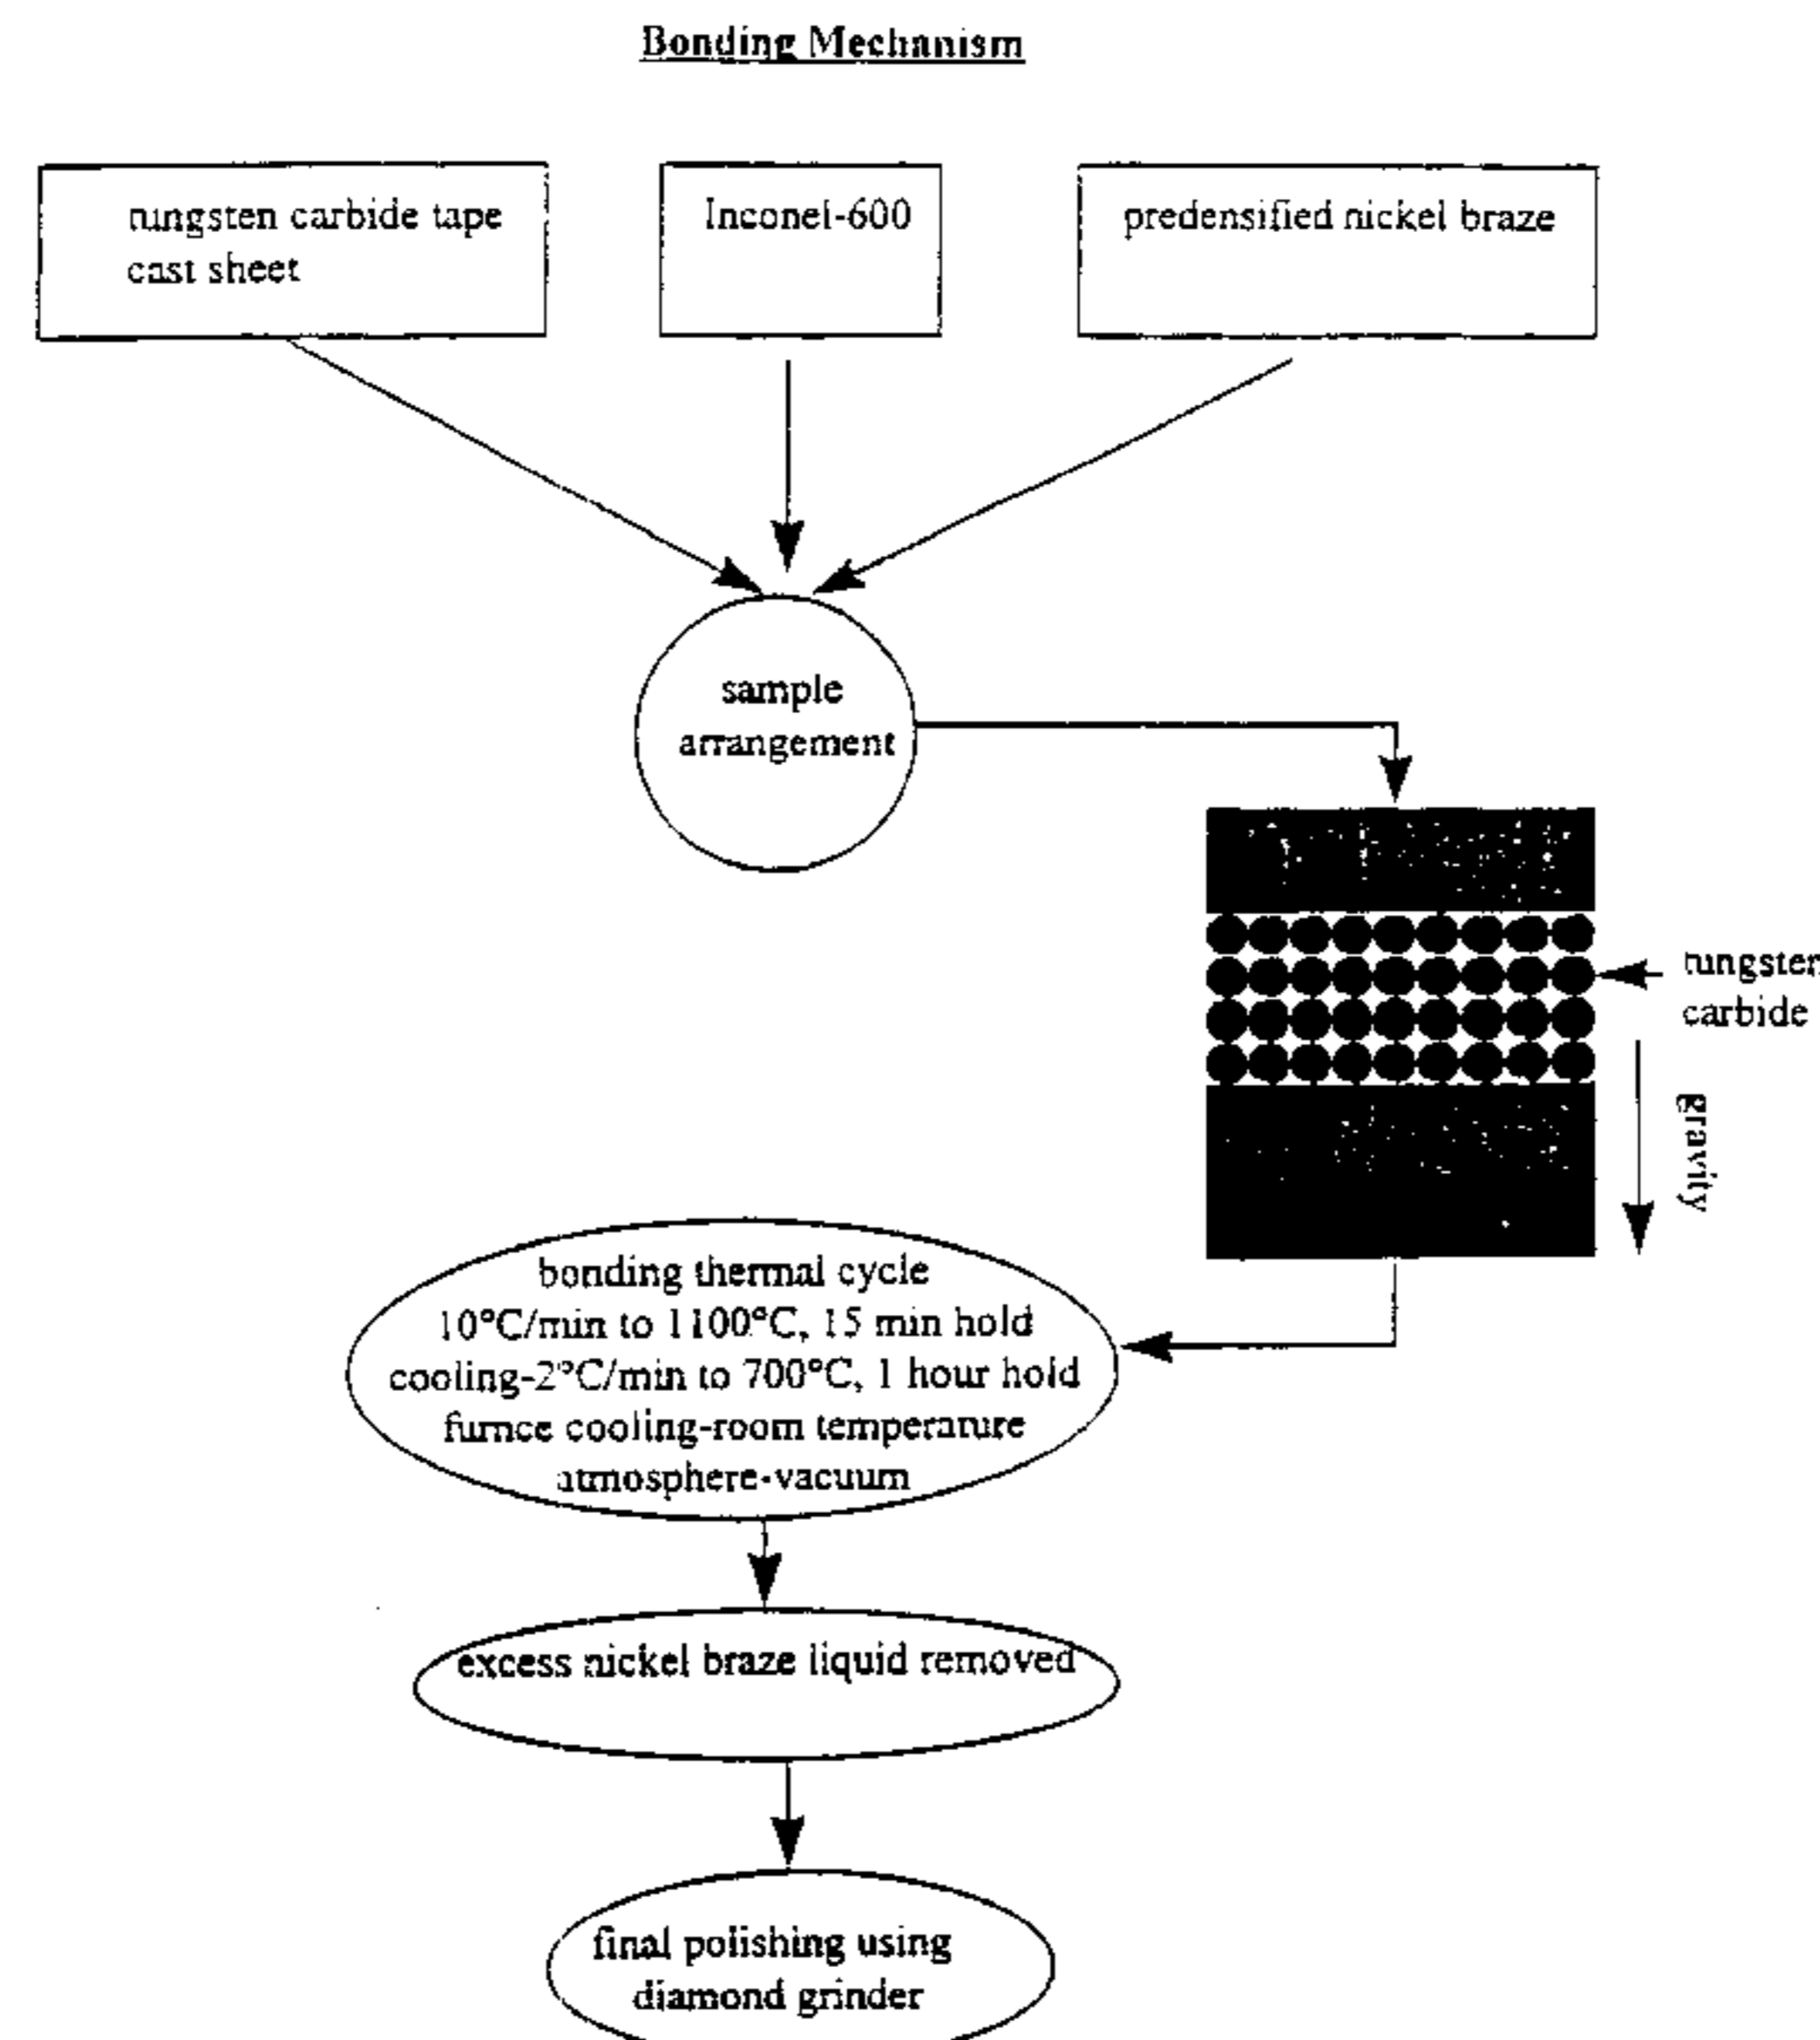 Bonding Mechanism
tungsten carbide tape
cast sheet
Inconel-600
predensified nickel braze
sample
arrangement
tungsten
carbide
gravity
bonding thermal cycle
10°C/min to 1100°C, 15 min hold
cooling-2°C/min to 700°C, 1 hour hold
furnce cooling-room temperature
atmosphere-vacuum
excess nickel braze liquid removed
final polishing using
diamond grinder